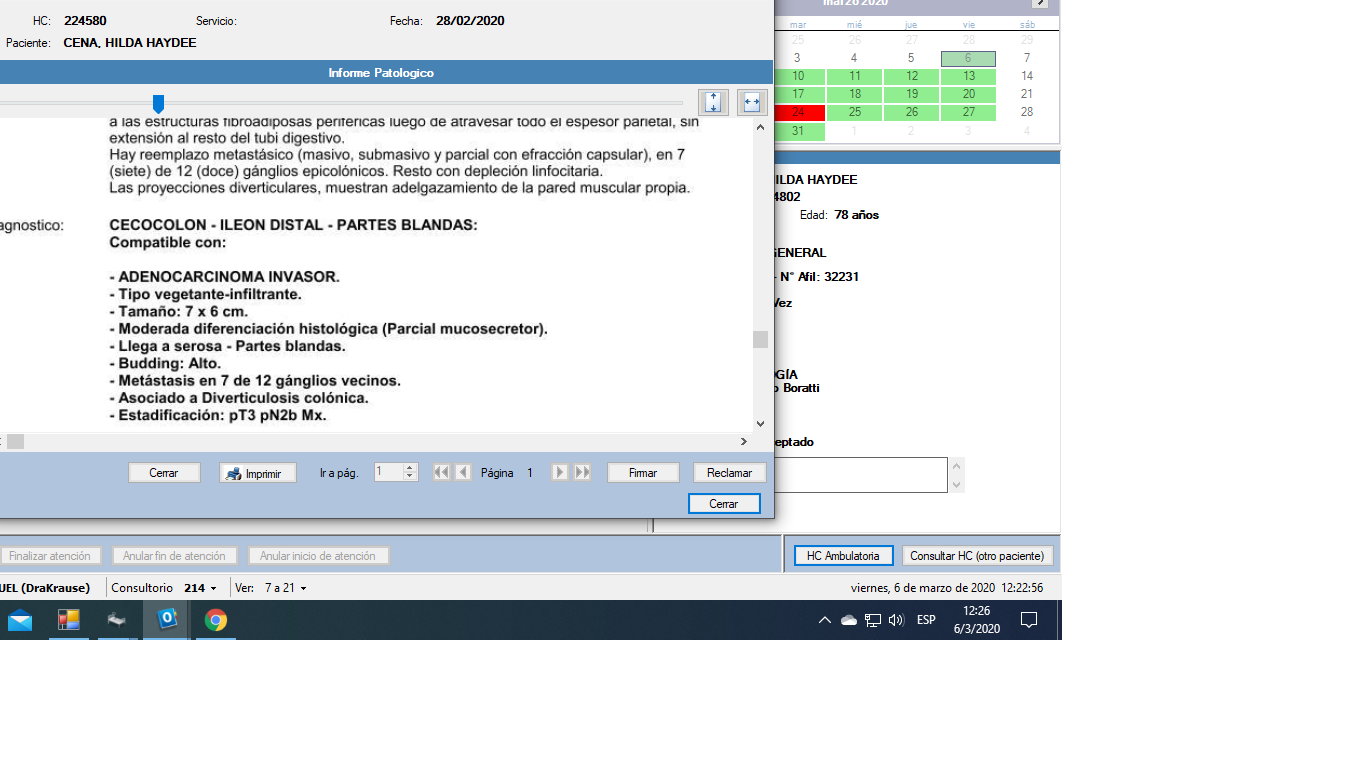 HC: 224580 Servicio: Fecha: 28/02/2020
Paciente: CENA, HILDA HAYDEE
Informe Patologico
a las estructuras fibroadiposas periféricas luego de atravesar todo el espesor parietal, sin
extensión al resto del tubi digestivo.
Hay reemplazo metastásico (masivo, submasivo y parcial con efracción capsular), en 7
(siete) de 12 (doce) gánglios epicolónicos. Resto con depleción linfocitaria.
Las proyecciones diverticulares, muestran adelgazamiento de la pared muscular propia.
agnostico: CECOCOLON - ILEON DISTAL - PARTES BLANDAS:
Compatible con:
- ADENOCARCINOMA INVASOR.
- Tipo vegetante-infiltrante.
- Tamaño: 7 x 6 cm.
- Moderada diferenciación histológica (Parcial mucosecretor).
- Llega a serosa - Partes blandas.
- Budding: Alto.
- Metástasis en 7 de 12 gánglios vecinos.
- Asociado a Diverticulosis colónica.
- Estadificación: pT3 pN2b Mx.
Cerrar Imprimir Ir a pág. 1 Página 1 Firmar Reclamar
Cerrar
marzo 2020
mar mié jue vie sáb
25 26 27 28 29
3 4 5 6 7
10 11 12 13 14
17 18 19 20 21
24 25 26 27 28
31 1 2 3 4
ILDA HAYDEE
4802
Edad: 78 años
GENERAL
- N° Afil: 32231
Vez
OGÍA
o Boratti
eptado
Finalizar atención Anular fin de atención Anular inicio de atención HC Ambulatoria Consultar HC (otro paciente)
UEL (DraKrause) Consultorio 214 Ver: 7 a 21 viernes, 6 de marzo de 2020 12:22:56
ESP 12:26
6/3/2020